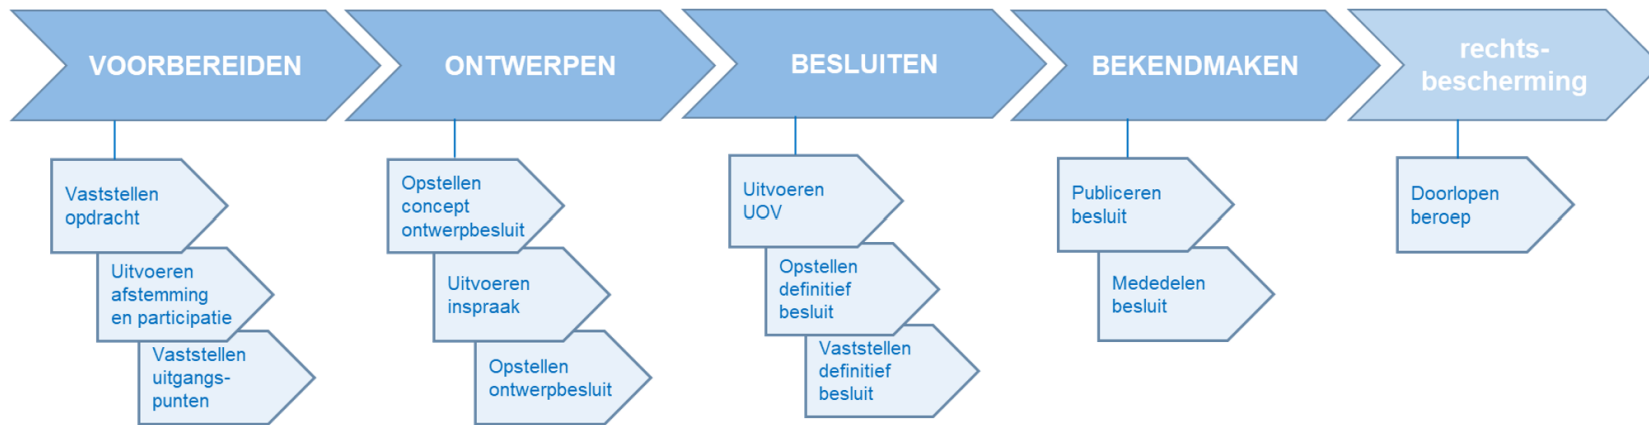 VOORBEREIDEN
ONTWERPEN
BESLUITEN
BEKENDMAKEN
rechts-
bescherming
Vaststellen
opdracht
Uitvoeren
afstemming
en participatie
Vaststellen
uitgangs-
punten
Opstellen
concept
ontwerpbesluit
Uitvoeren
inspraak
Opstellen
ontwerpbesluit
Uitvoeren
UOV
Opstellen
definitief
besluit
Vaststellen
definitief
besluit
Publiceren
besluit
Mededelen
besluit
Doorlopen
beroep